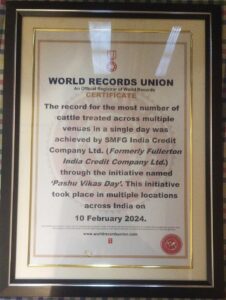 WORLD RECORDS UNION
An Official Registrar of World Records
CERTIFICATE
The record for the most number of
cattle treated across multiple
venues in a single day was
achieved by SMFG India Credit
Company Ltd. (Formerly Fullerton
India Credit Company Ltd.)
through the initiative named
‘Pashu Vikas Day’. This initiative
took place in multiple locations
across India on
10 February 2024.
www.worldrecordsunion.com